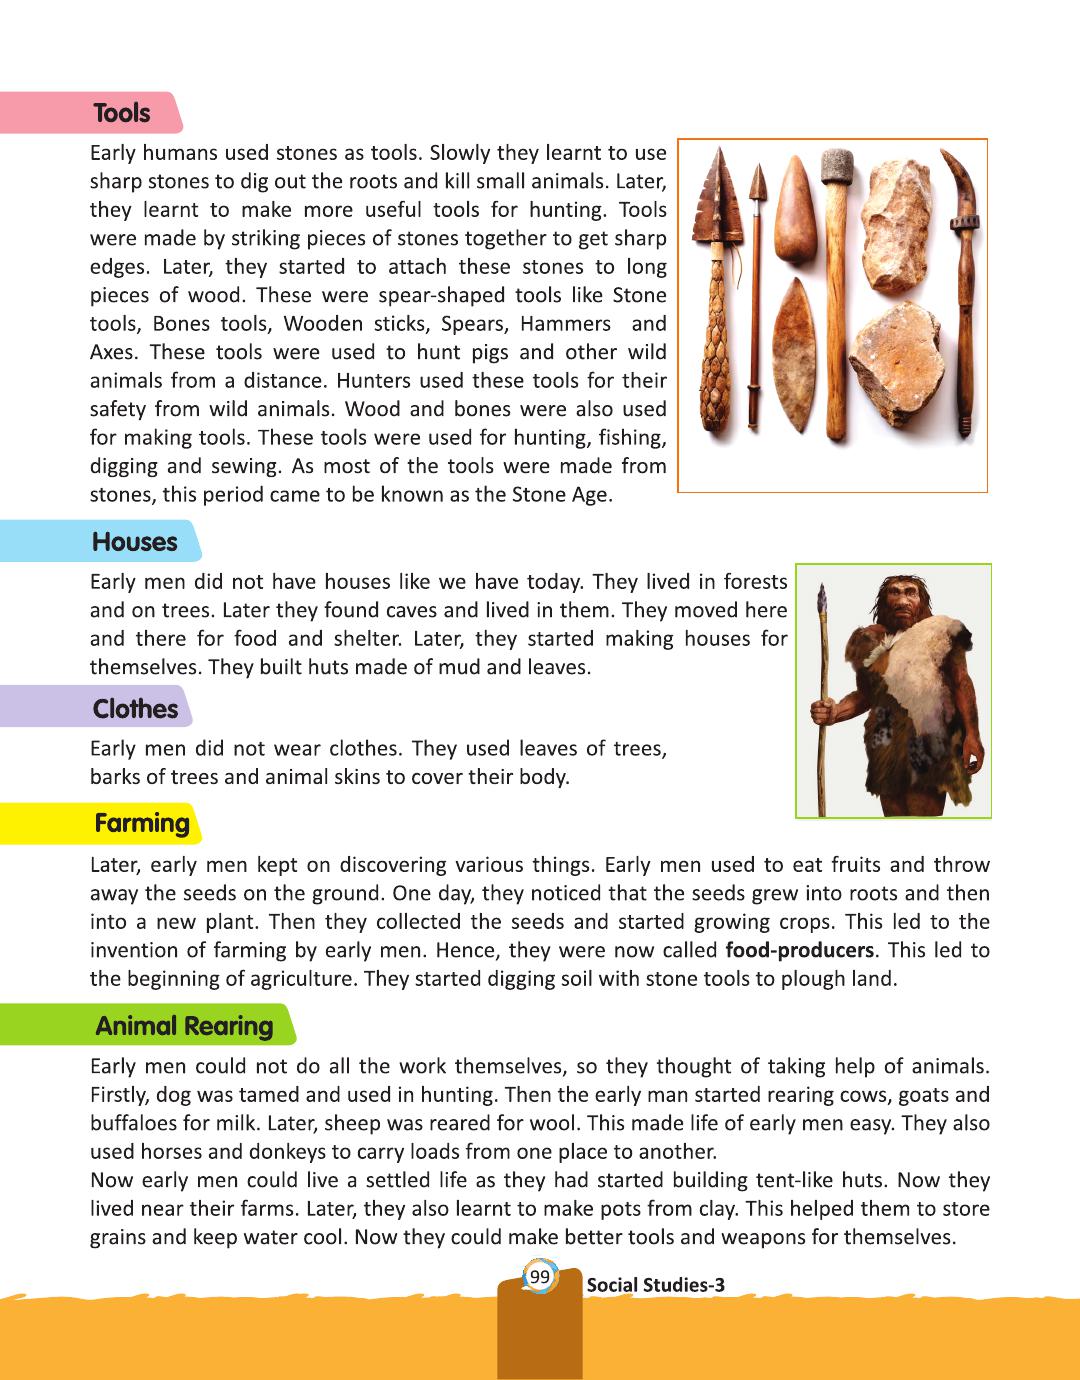 Tools
Early humans used stones as tools. Slowly they learnt to use
sharp stones to dig out the roots and kill small animals. Later,
they learnt to make more useful tools for hunting. Tools
were made by striking pieces of stones together to get sharp
edges. Later, they started to attach these stones to long
pieces of wood. These were spear-shaped tools like Stone
tools, Bones tools, Wooden sticks, Spears, Hammers and
Axes. These tools were used to hunt pigs and other wild
animals from a distance. Hunters used these tools for their
safety from wild animals. Wood and bones were also used
for making tools. These tools were used for hunting, fishing,
digging and sewing. As most of the tools were made from
stones, this period came to be known as the Stone Age.
Houses
Early men did not have houses like we have today. They lived in forests
and on trees. Later they found caves and lived in them. They moved here
and there for food and shelter. Later, they started making houses for
themselves. They built huts made of mud and leaves.
Clothes
Early men did not wear clothes. They used leaves of trees,
barks of trees and animal skins to cover their body.
Farming
Later, early men kept on discovering various things. Early men used to eat fruits and throw
away the seeds on the ground. One day, they noticed that the seeds grew into roots and then
into a new plant. Then they collected the seeds and started growing crops. This led to the
invention of farming by early men. Hence, they were now called food-producers. This led to
the beginning of agriculture. They started digging soil with stone tools to plough land.
Animal Rearing
Early men could not do all the work themselves, so they thought of taking help of animals.
Firstly, dog was tamed and used in hunting. Then the early man started rearing cows, goats and
buffaloes for milk. Later, sheep was reared for wool. This made life of early men easy. They also
used horses and donkeys to carry loads from one place to another.
Now early men could live a settled life as they had started building tent-like huts. Now they
lived near their farms. Later, they also learnt to make pots from clay. This helped them to store
grains and keep water cool. Now they could make better tools and weapons for themselves.
99
Social Studies-3